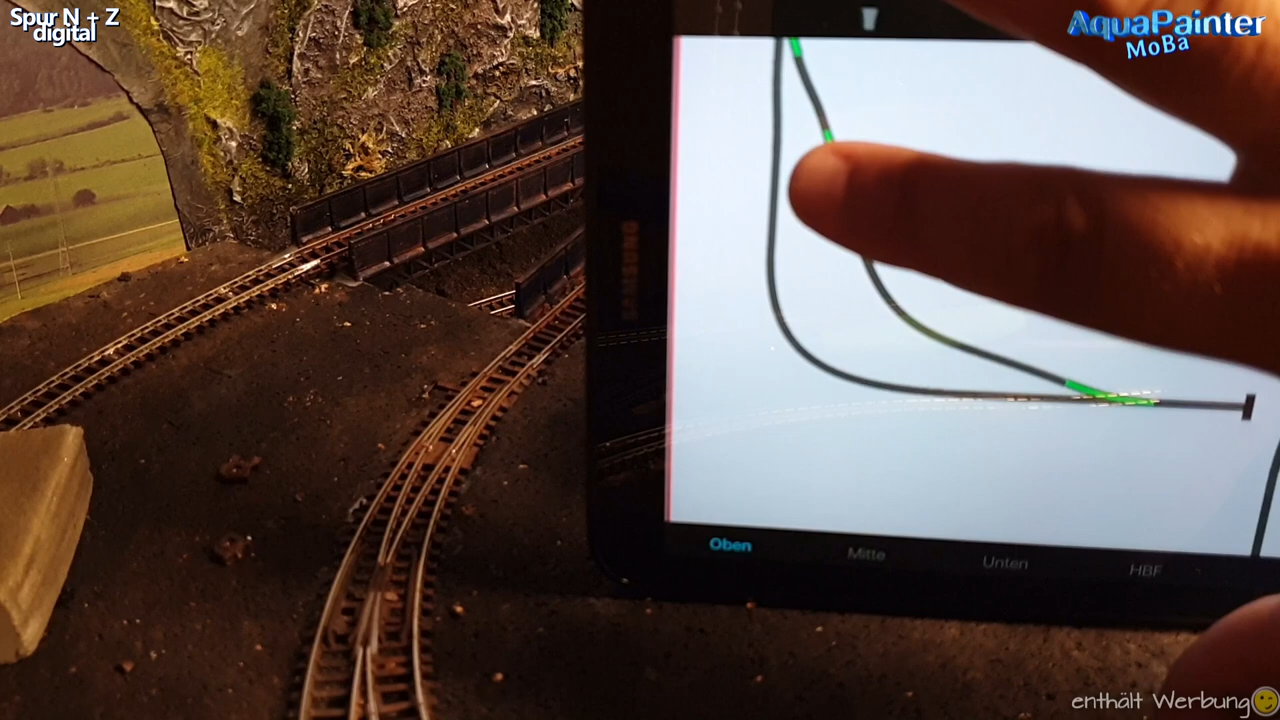 Spur N + Z
digital
AquaPainter
MoBa
Oben
Mitte
Unten
HBF
enthält Werbung